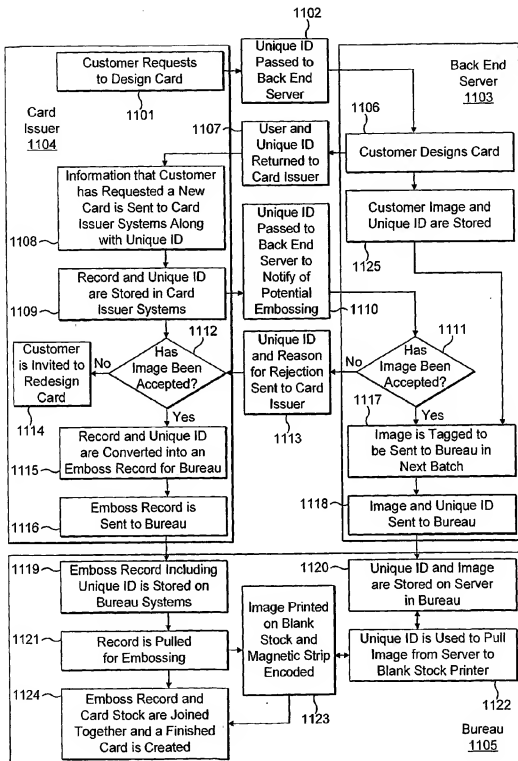 1102
Customer Requests
to Design Card
1101
Unique ID
Passed to
Back End
Server
Back End
Server
1103
Card
Issuer
1104
1107
User and
Unique ID
Returned to
Card Issuer
1106
Customer Designs Card
Information that Customer
has Requested a New
Card is Sent to Card
Issuer Systems Along
with Unique ID
1108
Unique ID
Passed to
Back End
Server to
Notify of
Potential
Embossing
1110
Customer Image and
Unique ID are Stored
1125
Record and Unique ID
are Stored in Card
Issuer Systems
1109
1112
Has
Image Been
Accepted?
No
Yes
Customer
is Invited to
Redesign
Card
1114
Unique ID
and Reason
for Rejection
Sent to Card
Issuer
1113
1111
Has
Image Been
Accepted?
No
Yes
1117
Record and Unique ID
are Converted into an
Emboss Record for Bureau
1115
Image is Tagged to
be Sent to Bureau in
Next Batch
Emboss Record is
Sent to Bureau
1116
1118
Image and Unique ID
Sent to Bureau
1119
Emboss Record Including
Unique ID is Stored on
Bureau Systems
1120
Unique ID and Image
are Stored on Server
in Bureau
Image Printed
on Blank
Stock and
Magnetic Strip
Encoded
1123
1121
Record is Pulled
for Embossing
Unique ID is Used to Pull
Image from Server to
Blank Stock Printer
1122
1124
Emboss Record and
Card Stock are Joined
Together and a Finished
Card is Created
Bureau
1105